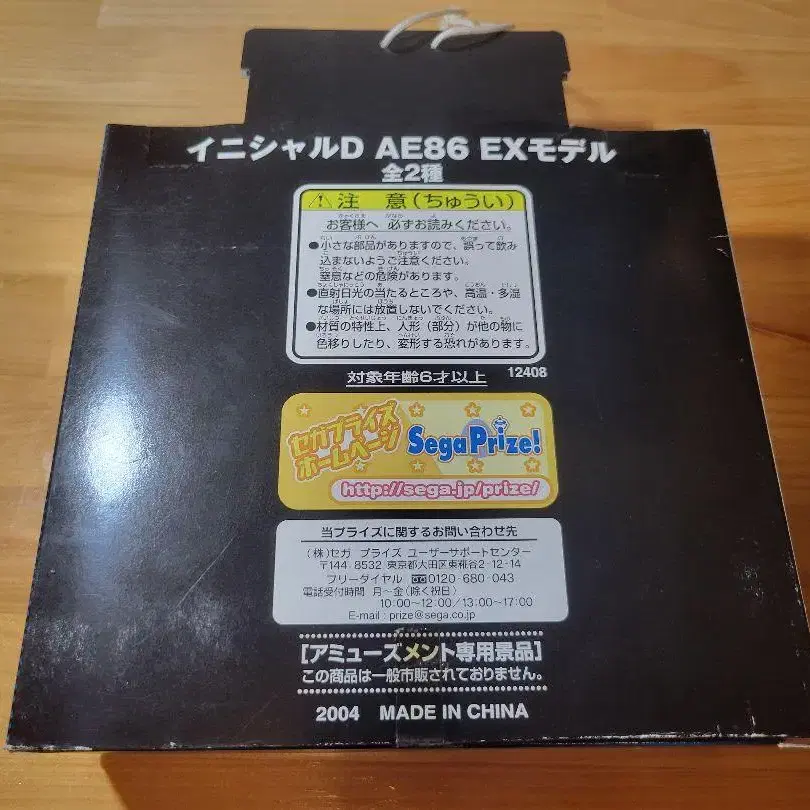 イニシャルD AE86 EXモデル
全2種
注 意(ちゅうい)
お客様へ 必ずお読みください。
●小さな部品がありますので、誤って飲み
込まないようご注意ください。
窒息などの危険があります。
●直射日光の当たるところや、高温・多湿
な場所には放置しないでください。
●材質の特性上、人形(部分)が他の物に
色移りしたり、変形する恐れがあります。
対象年齢6才以上 12408
セガプライズ
ホームページ
SegaPrize!
http://sega.jp/prize/
当プライズに関するお問い合わせ先
(株)セガ プライズ ユーザーサポートセンター
〒144-8532 東京都大田区東糀谷2-12-14
フリーダイヤル 0120-680-043
電話受付時間 月~金(除く祝日)
10:00~12:00/13:00~17:00
E-mail:prize@sega.co.jp
[アミューズメント専用景品]
この商品は一般市販されておりません。
2004 MADE IN CHINA